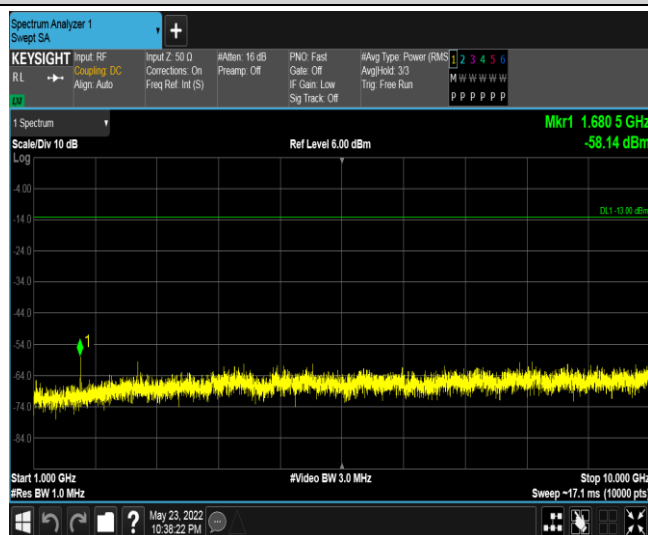 Spectrum Analyzer 1
Swept SA
KEYSIGHT Input: RF Input Z: 50 Ω #Atten: 16 dB PNO: Fast #Avg Type: Power (RMS 1 2 3 4 5 6
RL Coupling: DC Corrections: On Preamp: Off Gate: Off Avg|Hold: 3/3 M W W W W W
Align: Auto Freq Ref: Int (S) IF Gain: Low Trig: Free Run
Sig Track: Off P P P P P P
1 Spectrum Mkr1 1.680 5 GHz
Scale/Div 10 dB Ref Level 6.00 dBm -58.14 dBm
Log
-4.00
DL1 -13.00 dBm
-14.0
-24.0
-34.0
-44.0
1
-54.0
-64.0
-74.0
-84.0
Start 1.000 GHz #Video BW 3.0 MHz Stop 10.000 GHz
#Res BW 1.0 MHz Sweep ~17.1 ms (10000 pts)
? May 23, 2022
10:38:22 PM